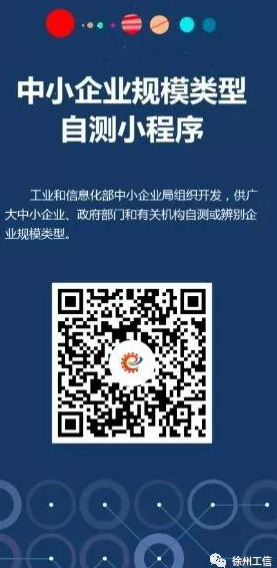 中小企业规模类型
自测小程序
工业和信息化部中小企业局组织开发，供广
大中小企业、政府部门和有关机构自测或辨别企
业规模类型。
徐州工信